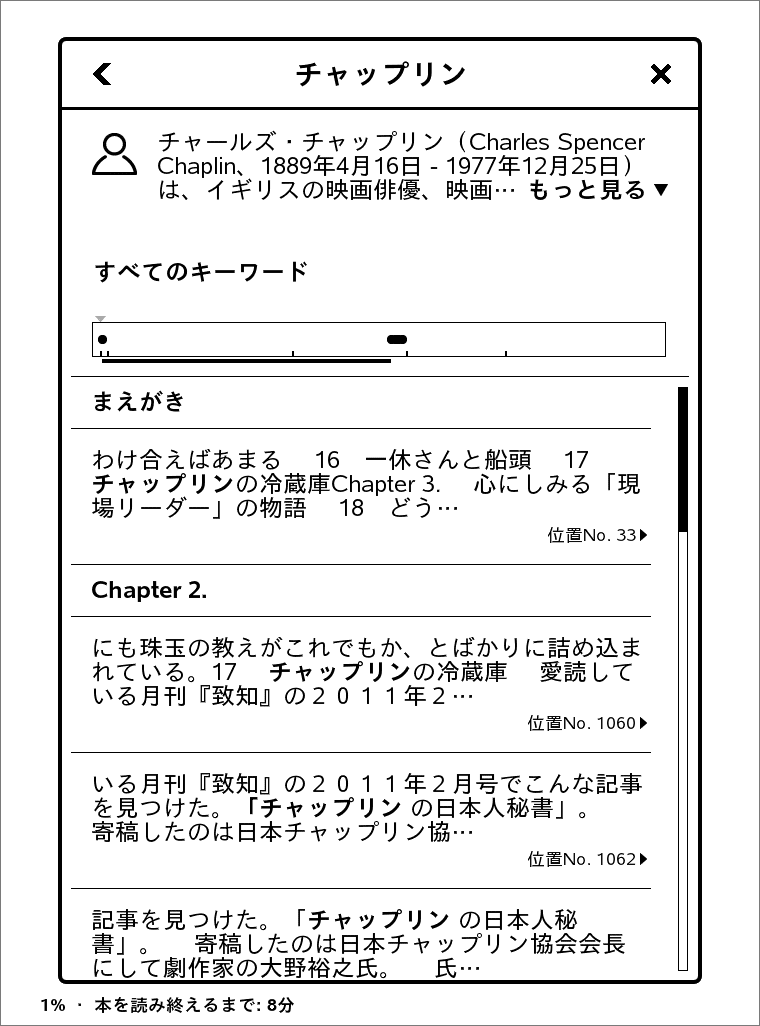 チャップリン
チャールズ・チャップリン（Charles Spencer
Chaplin、1889年4月16日 - 1977年12月25日）
は、イギリスの映画俳優、映画… もっと見る ▼
すべてのキーワード
まえがき
わけ合えばあまる　16　一休さんと船頭　17
チャップリンの冷蔵庫Chapter 3.　心にしみる「現
場リーダー」の物語　18　どう…
位置No. 33
Chapter 2.
にも珠玉の教えがこれでもか、とばかりに詰め込ま
れている。17　チャップリンの冷蔵庫　愛読して
いる月刊『致知』の２０１１年２…
位置No. 1060
いる月刊『致知』の２０１１年２月号でこんな記事
を見つけた。「チャップリン の日本人秘書」。
寄稿したのは日本チャップリン協…
位置No. 1062
記事を見つけた。「チャップリン の日本人秘
書」。　寄稿したのは日本チャップリン協会会長
にして劇作家の大野裕之氏。　氏…
1% ・ 本を読み終えるまで: 8分